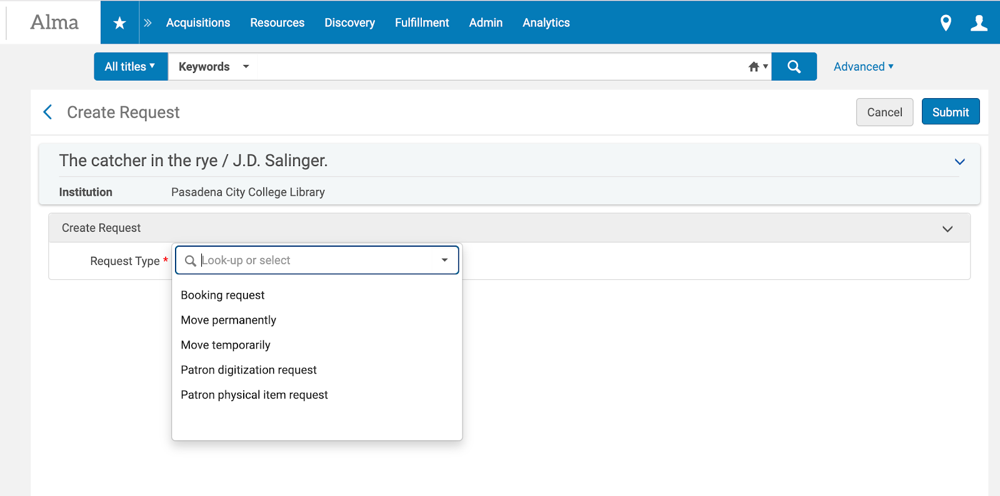 Alma
Acquisitions Resources Discovery Fulfillment Admin Analytics
All titles Keywords Advanced
Create Request Cancel Submit
The catcher in the rye / J.D. Salinger.
Institution Pasadena City College Library
Create Request
Request Type * Look-up or select
Booking request
Move permanently
Move temporarily
Patron digitization request
Patron physical item request